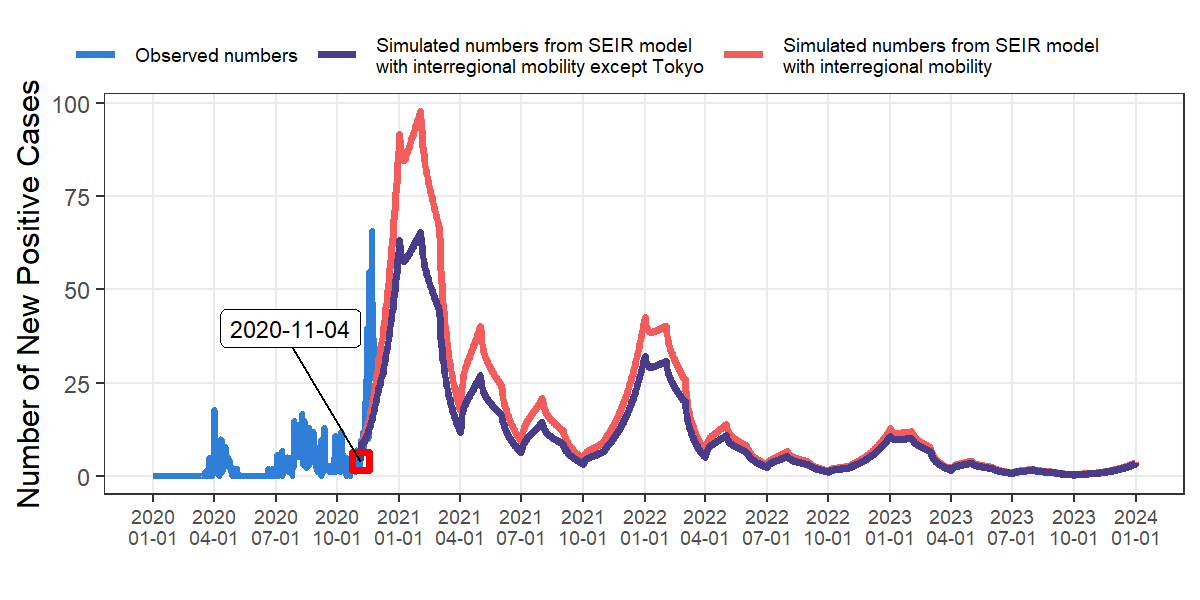 Observed numbers
Simulated numbers from SEIR model
with interregional mobility except Tokyo
Simulated numbers from SEIR model
with interregional mobility
Number of New Positive Cases
100
75
50
25
0
2020-11-04
2020 2020 2020 2020 2021 2021 2021 2021 2022 2022 2022 2022 2023 2023 2023 2023 2024
01-01 04-01 07-01 10-01 01-01 04-01 07-01 10-01 01-01 04-01 07-01 10-01 01-01 04-01 07-01 10-01 01-01